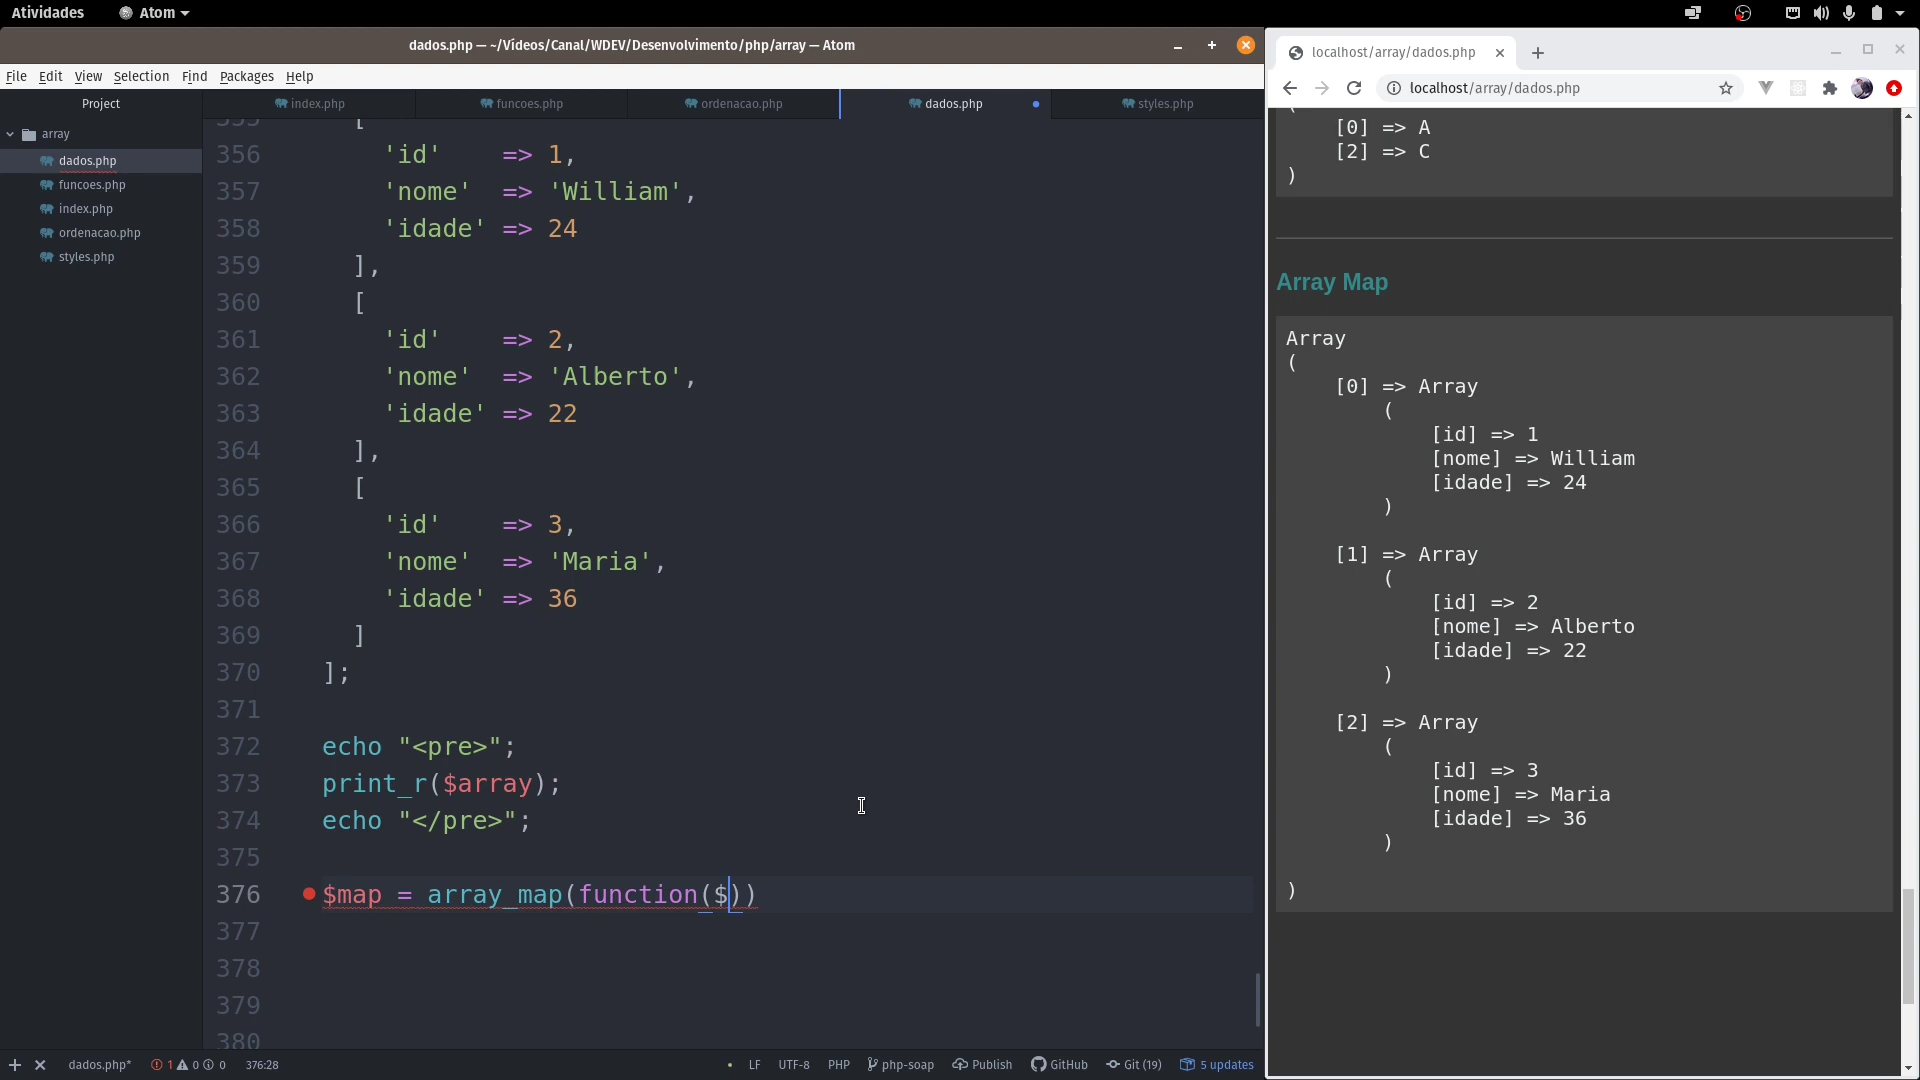 Atividades
Atom
dados.php — ~/Vídeos/Canal/WDEV/Desenvolvimento/php/array — Atom
File Edit View Selection Find Packages Help
Project
index.php
funcoes.php
ordenacao.php
dados.php
styles.php
array
dados.php
funcoes.php
index.php
ordenacao.php
styles.php
355 [
356 'id' => 1,
357 'nome' => 'William',
358 'idade' => 24
359 ],
360 [
361 'id' => 2,
362 'nome' => 'Alberto',
363 'idade' => 22
364 ],
365 [
366 'id' => 3,
367 'nome' => 'Maria',
368 'idade' => 36
369 ]
370 ];
371
372 echo "<pre>";
373 print_r($array);
374 echo "</pre>";
375
376 $map = array_map(function($))
377
378
379
380
dados.php* 1 0 0 376:28
LF UTF-8 PHP php-soap Publish GitHub Git (19) 5 updates
localhost/array/dados.php
localhost/array/dados.php
(
[0] => A
[2] => C
)
Array Map
Array
(
[0] => Array
(
[id] => 1
[nome] => William
[idade] => 24
)
[1] => Array
(
[id] => 2
[nome] => Alberto
[idade] => 22
)
[2] => Array
(
[id] => 3
[nome] => Maria
[idade] => 36
)
)